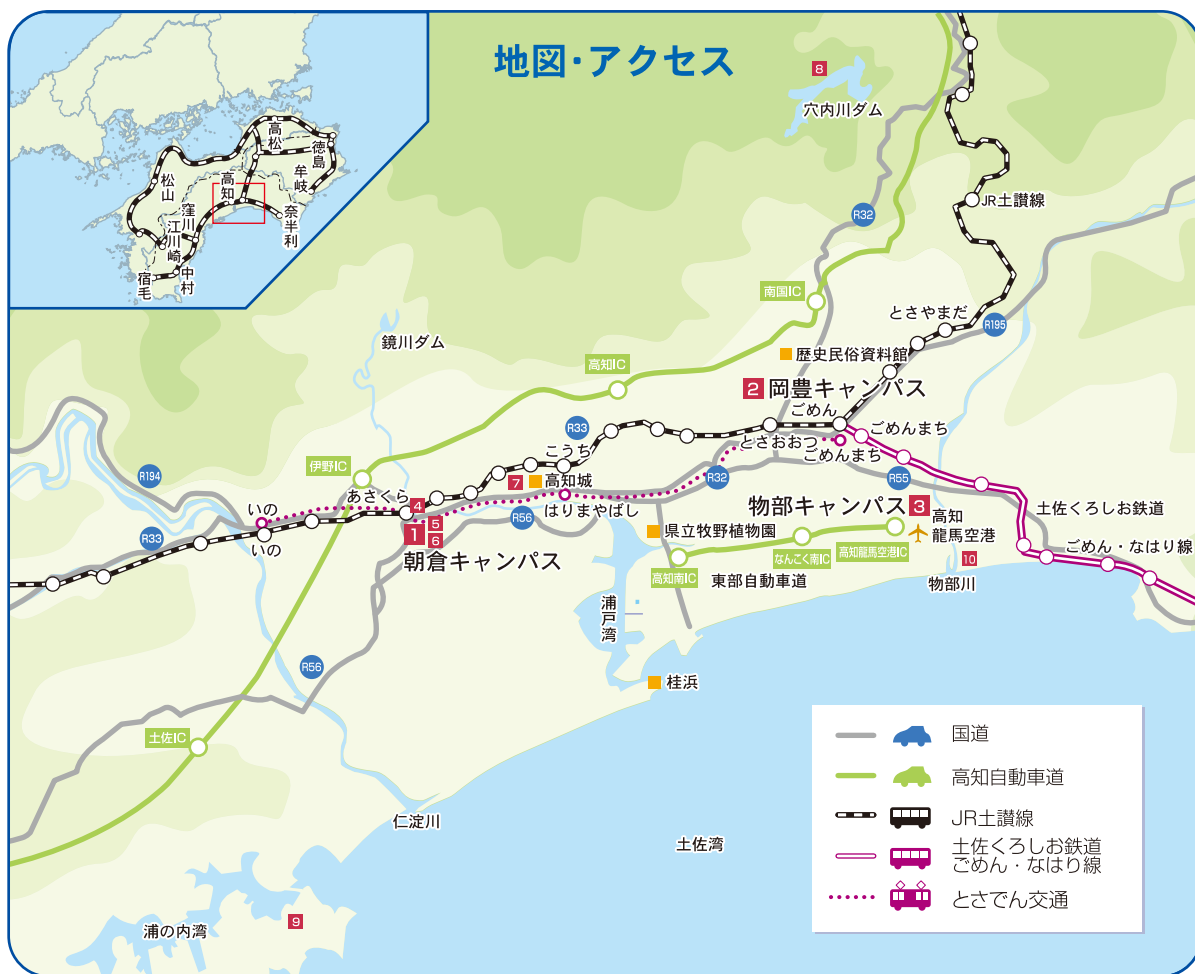 地図・アクセス
高松
徳島
松山
高知
牟岐
窪川
江川崎
奈半利
中村
宿毛
8
穴内川ダム
R32
JR土讃線
南国IC
とさやまだ
R195
鏡川ダム
歴史民俗資料館
高知IC
2 岡豊キャンパス
ごめん
ごめんまち
R33
こうち
とさおおつ
ごめんまち
伊野IC
R194
7
高知城
R32
R55
あさくら
4
はりまやばし
物部キャンパス 3
高知
龍馬空港
土佐くろしお鉄道
いの
R33
いの
1
5
6
R56
県立牧野植物園
朝倉キャンパス
高知南IC
なんこく南IC
高知龍馬空港IC
東部自動車道
10
物部川
ごめん・なはり線
浦戸湾
R56
桂浜
土佐IC
仁淀川
土佐湾
9
浦の内湾
国道
高知自動車道
JR土讃線
土佐くろしお鉄道
ごめん・なはり線
とさでん交通